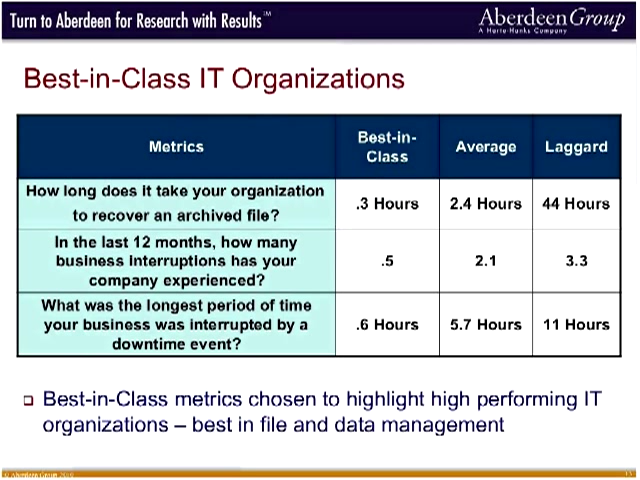 Turn to Aberdeen for Research with Results™
AberdeenGroup
A Harte-Hanks Company
Best-in-Class IT Organizations
Metrics
Best-in-
Class
Average
Laggard
How long does it take your organization
to recover an archived file?
.3 Hours
2.4 Hours
44 Hours
In the last 12 months, how many
business interruptions has your
company experienced?
.5
2.1
3.3
What was the longest period of time
your business was interrupted by a
downtime event?
.6 Hours
5.7 Hours
11 Hours
Best-in-Class metrics chosen to highlight high performing IT
organizations – best in file and data management
© Aberdeen Group